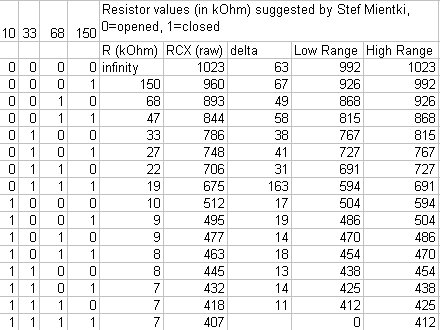 Resistor values (in kOhm) suggested by Stef Mientki,
10 33 68 150 0=opened, 1=closed
R (kOhm) RCX (raw) delta Low Range High Range
0 0 0 0 infinity 1023 63 992 1023
0 0 0 1 150 960 67 926 992
0 0 1 0 68 893 49 868 926
0 0 1 1 47 844 58 815 868
0 1 0 0 33 786 38 767 815
0 1 0 1 27 748 41 727 767
0 1 1 0 22 706 31 691 727
0 1 1 1 19 675 163 594 691
1 0 0 0 10 512 17 504 594
1 0 0 1 9 495 19 486 504
1 0 1 0 9 477 14 470 486
1 0 1 1 8 463 18 454 470
1 1 0 0 8 445 13 438 454
1 1 0 1 7 432 14 425 438
1 1 1 0 7 418 11 412 425
1 1 1 1 7 407 0 412